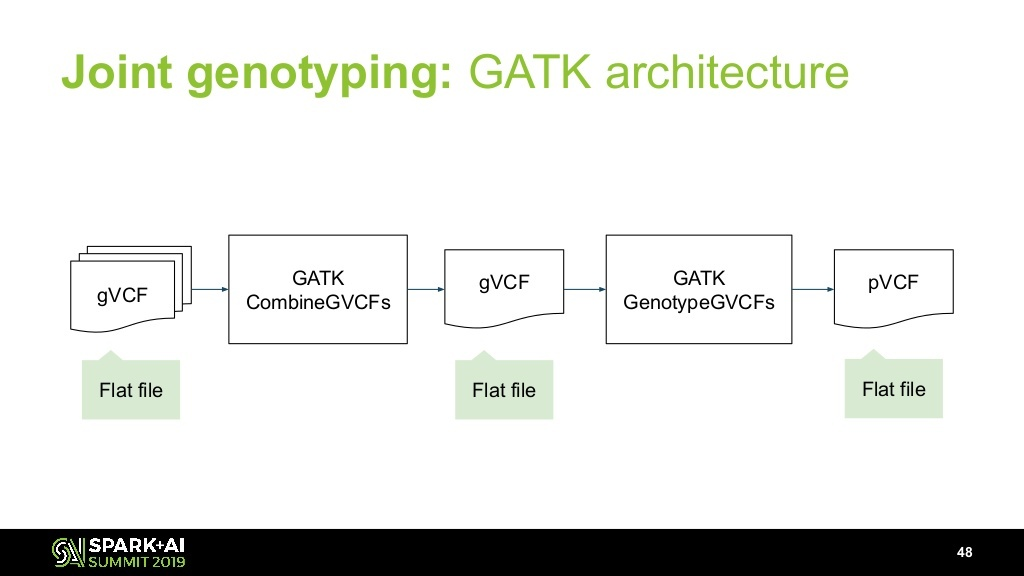 Joint genotyping: GATK architecture
gVCF
GATK
CombineGVCFs
gVCF
GATK
GenotypeGVCFs
pVCF
Flat file
Flat file
Flat file
SPARK+AI
SUMMIT 2019
48